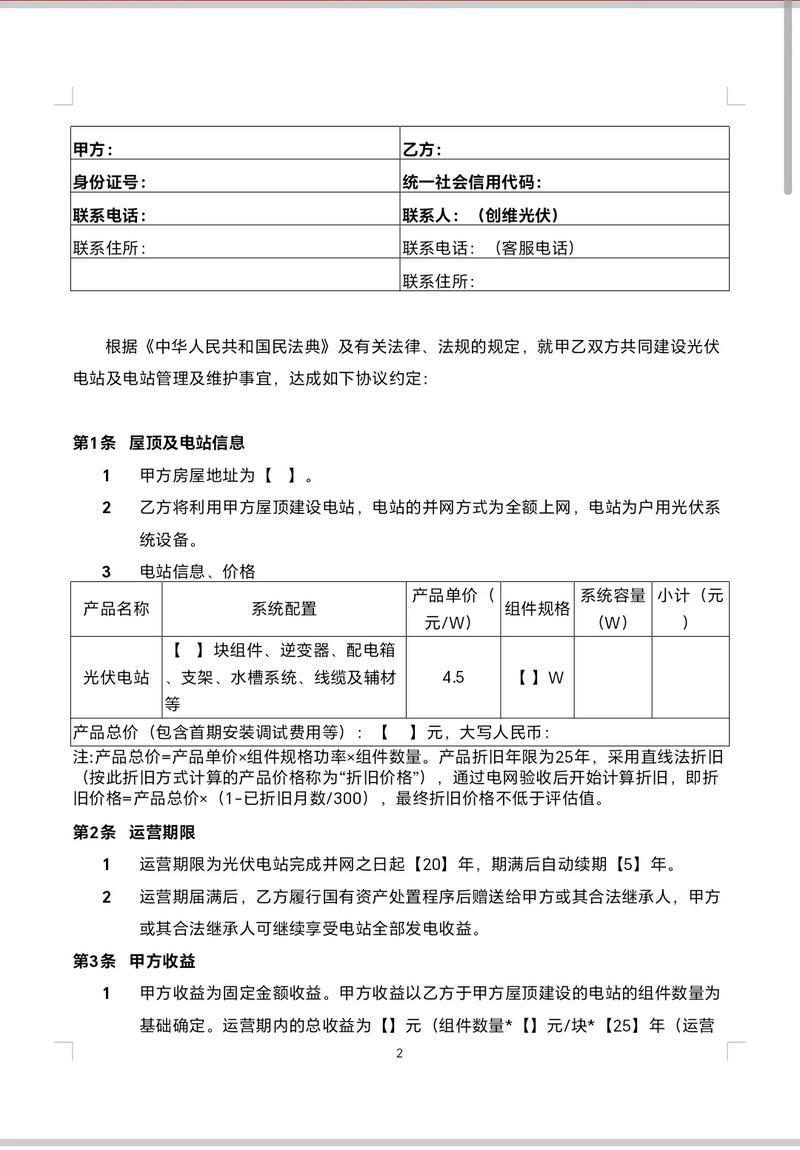 甲方： 乙方：
身份证号： 统一社会信用代码：
联系电话： 联系人：（创维光伏）
联系住所： 联系电话：（客服电话）
联系住所：
根据《中华人民共和国民法典》及有关法律、法规的规定，就甲乙双方共同建设光伏
电站及电站管理及维护事宜，达成如下协议约定：
第1条 屋顶及电站信息
1 甲方房屋地址为【 】。
2 乙方将利用甲方屋顶建设电站，电站的并网方式为全额上网，电站为户用光伏系
统设备。
3 电站信息、价格
产品名称 系统配置 产品单价（元/W） 组件规格 系统容量（W） 小计（元）
光伏电站 【 】块组件、逆变器、配电箱、支架、水槽系统、线缆及辅材等 4.5 【 】W
产品总价（包含首期安装调试费用等）：【 】元，大写人民币：
注:产品总价=产品单价×组件规格功率×组件数量。产品折旧年限为25年，采用直线法折旧
（按此折旧方式计算的产品价格称为“折旧价格”），通过电网验收后开始计算折旧，即折
旧价格=产品总价×（1-已折旧月数/300），最终折旧价格不低于评估值。
第2条 运营期限
1 运营期限为光伏电站完成并网之日起【20】年，期满后自动续期【5】年。
2 运营期届满后，乙方履行国有资产处置程序后赠送给甲方或其合法继承人，甲方
或其合法继承人可继续享受电站全部发电收益。
第3条 甲方收益
1 甲方收益为固定金额收益。甲方收益以乙方于甲方屋顶建设的电站的组件数量为
基础确定。运营期内的总收益为【】元（组件数量*【】元/块*【25】年（运营
2